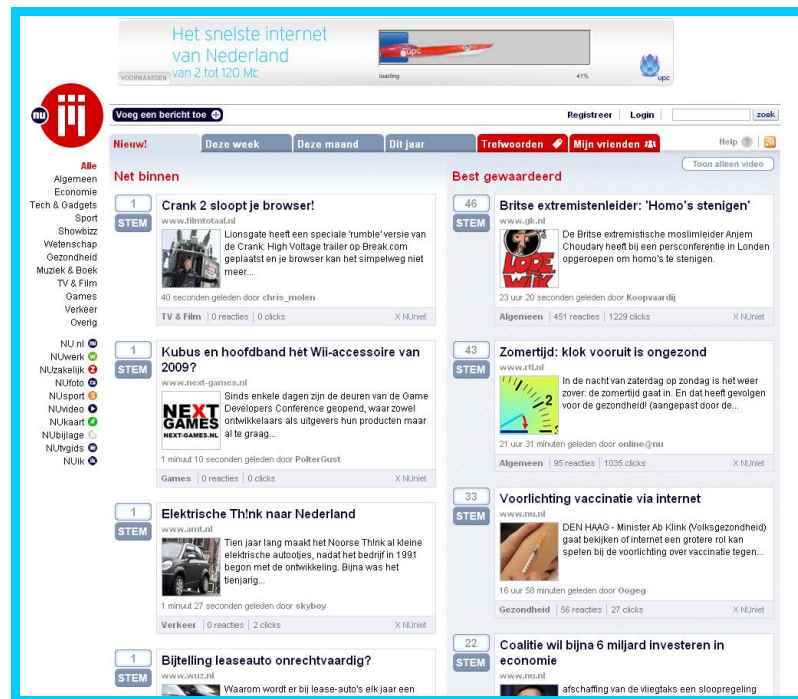 Het snelste internet
van Nederland
van 2 tot 120 Mb
VOORWAARDEN
upc
loading
41%
upc
nu
iij
Voeg een bericht toe
Registreer
Login
zoek
Nieuw!
Deze week
Deze maand
Dit jaar
Trefwoorden
Mijn vrienden
Help
Toon alleen video
Alle
Algemeen
Economie
Tech & Gadgets
Sport
Showbizz
Wetenschap
Gezondheid
Muziek & Boek
TV & Film
Games
Verkeer
Overig
NU.nl
NUwerk
NUzakelijk
NUfoto
NUsport
NUvideo
NUkaart
NUbijlage
NUtvgids
NUik
Net binnen
1
STEM
Crank 2 sloopt je browser!
www.filmtotaal.nl
Lionsgate heeft een speciale 'rumble' versie van
de Crank: High Voltage trailer op Break.com
geplaatst en je browser kan het simpelweg niet
meer...
40 seconden geleden door chris_molen
TV & Film | 0 reacties | 0 clicks
X NUniet
1
STEM
Kubus en hoofdband hét Wii-accessoire van
2009?
www.next-games.nl
NEXT
GAMES
NEXT-GAMES.NL
Sinds enkele dagen zijn de deuren van de Game
Developers Conference geopend, waar zowel
ontwikkelaars als uitgevers hun producten maar
al te graag...
1 minuut 10 seconden geleden door PolterGust
Games | 0 reacties | 0 clicks
X NUniet
1
STEM
Elektrische Th!nk naar Nederland
www.amt.nl
Tien jaar lang maakt het Noorse Th!nk al kleine
elektrische autootjes, nadat het bedrijf in 1991
begon met de ontwikkeling. Bijna was het
tienjarig...
1 minuut 27 seconden geleden door skyboy
Verkeer | 0 reacties | 2 clicks
X NUniet
1
STEM
Bijtelling leaseauto onrechtvaardig?
www.wuz.nl
Waarom wordt er bij lease-auto's elk jaar een
Best gewaardeerd
46
STEM
Britse extremistenleider: 'Homo's stenigen'
www.gk.nl
LODE
WIJK
De Britse extremistische moslimleider Anjem
Choudary heeft bij een persconferentie in Londen
opgeroepen om homo's te stenigen.
23 uur 20 seconden geleden door Koopvaardij
Algemeen | 451 reacties | 1229 clicks
X NUniet
43
STEM
Zomertijd: klok vooruit is ongezond
www.rtl.nl
2
3
In de nacht van zaterdag op zondag is het weer
zover: de zomertijd gaat in. En dat heeft gevolgen
voor de gezondheid! (aangepast door de...
21 uur 31 minuten geleden door online@nu
Algemeen | 95 reacties | 1035 clicks
X NUniet
33
STEM
Voorlichting vaccinatie via internet
www.nu.nl
DEN HAAG - Minister Ab Klink (Volksgezondheid)
gaat bekijken of internet een grotere rol kan
spelen bij de voorlichting over vaccinatie tegen...
16 uur 58 minuten geleden door Oogeg
Gezondheid | 56 reacties | 27 clicks
X NUniet
22
STEM
Coalitie wil bijna 6 miljard investeren in
economie
www.nu.nl
afschaffing van de vliegtaks een sloopregeling